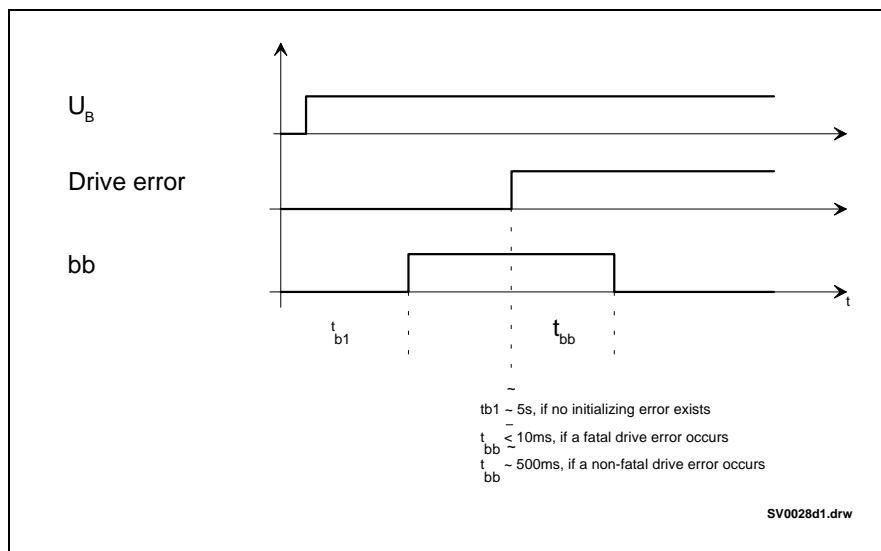 U_B
Drive error
bb
t
t_b1
t_bb
tb1 ≈ 5s, if no initializing error exists
t_bb ≤ 10ms, if a fatal drive error occurs
t_bb ≈ 500ms, if a non-fatal drive error occurs
SV0028d1.drw